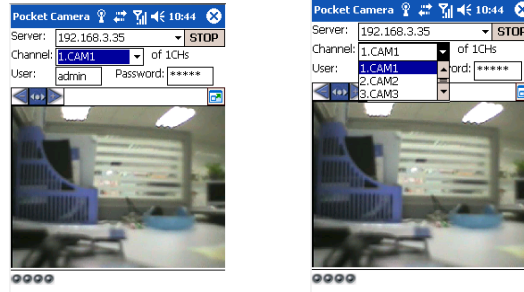 Pocket Camera 10:44
Server: 192.168.3.35 STOP
Channel: 1.CAM1 of 1CHs
User: admin Password: *****
Pocket Camera 10:44
Server: 192.168.3.35 STOP
Channel: 1.CAM1 of 1CHs
User: 1.CAM1 ord: *****
2.CAM2
3.CAM3